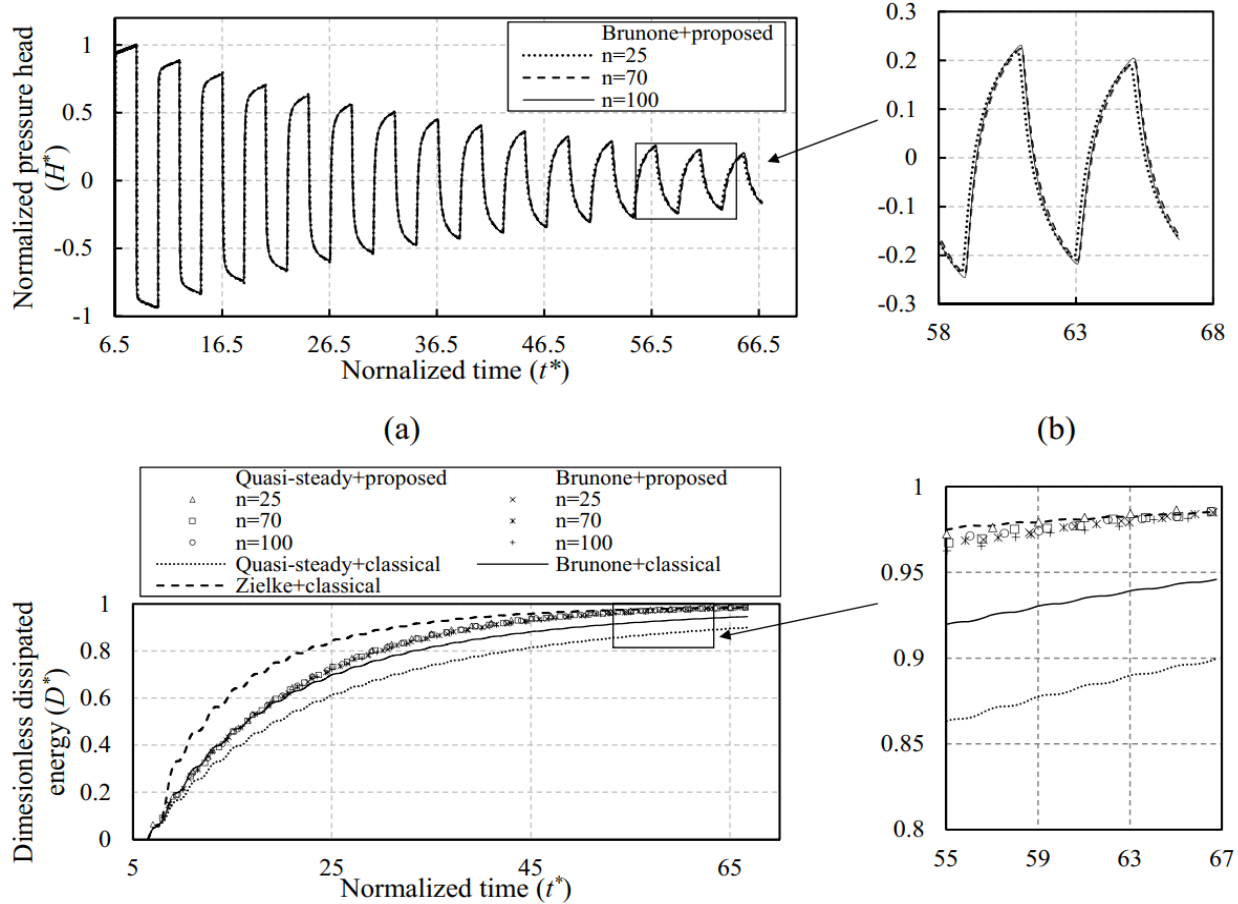 Normalized pressure head
(H*)
1
0.5
0
-0.5
-1
6.5 16.5 26.5 36.5 46.5 56.5 66.5
Nornalized time (t*)
Brunone+proposed
n=25
n=70
n=100
0.3
0.2
0.1
0
-0.1
-0.2
-0.3
58 63 68
(a)
(b)
Quasi-steady+proposed Brunone+proposed
n=25 n=25
n=70 n=70
n=100 n=100
Quasi-steady+classical Brunone+classical
Zielke+classical
Dimesionless dissipated
energy (D*)
1
0.8
0.6
0.4
0.2
0
5 25 45 65
Normalized time (t*)
1
0.95
0.9
0.85
0.8
55 59 63 67